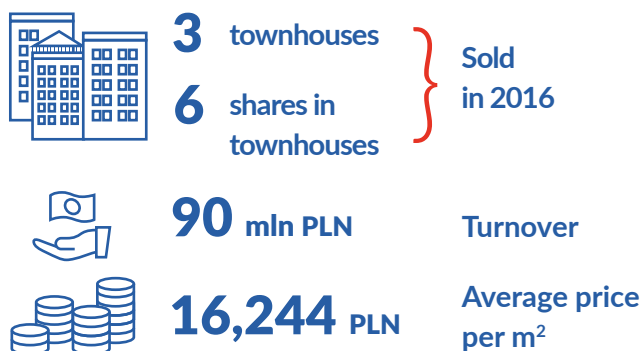 3 townhouses
6 shares in
townhouses
Sold
in 2016
90 mln PLN
Turnover
16,244 PLN
Average price
per m²